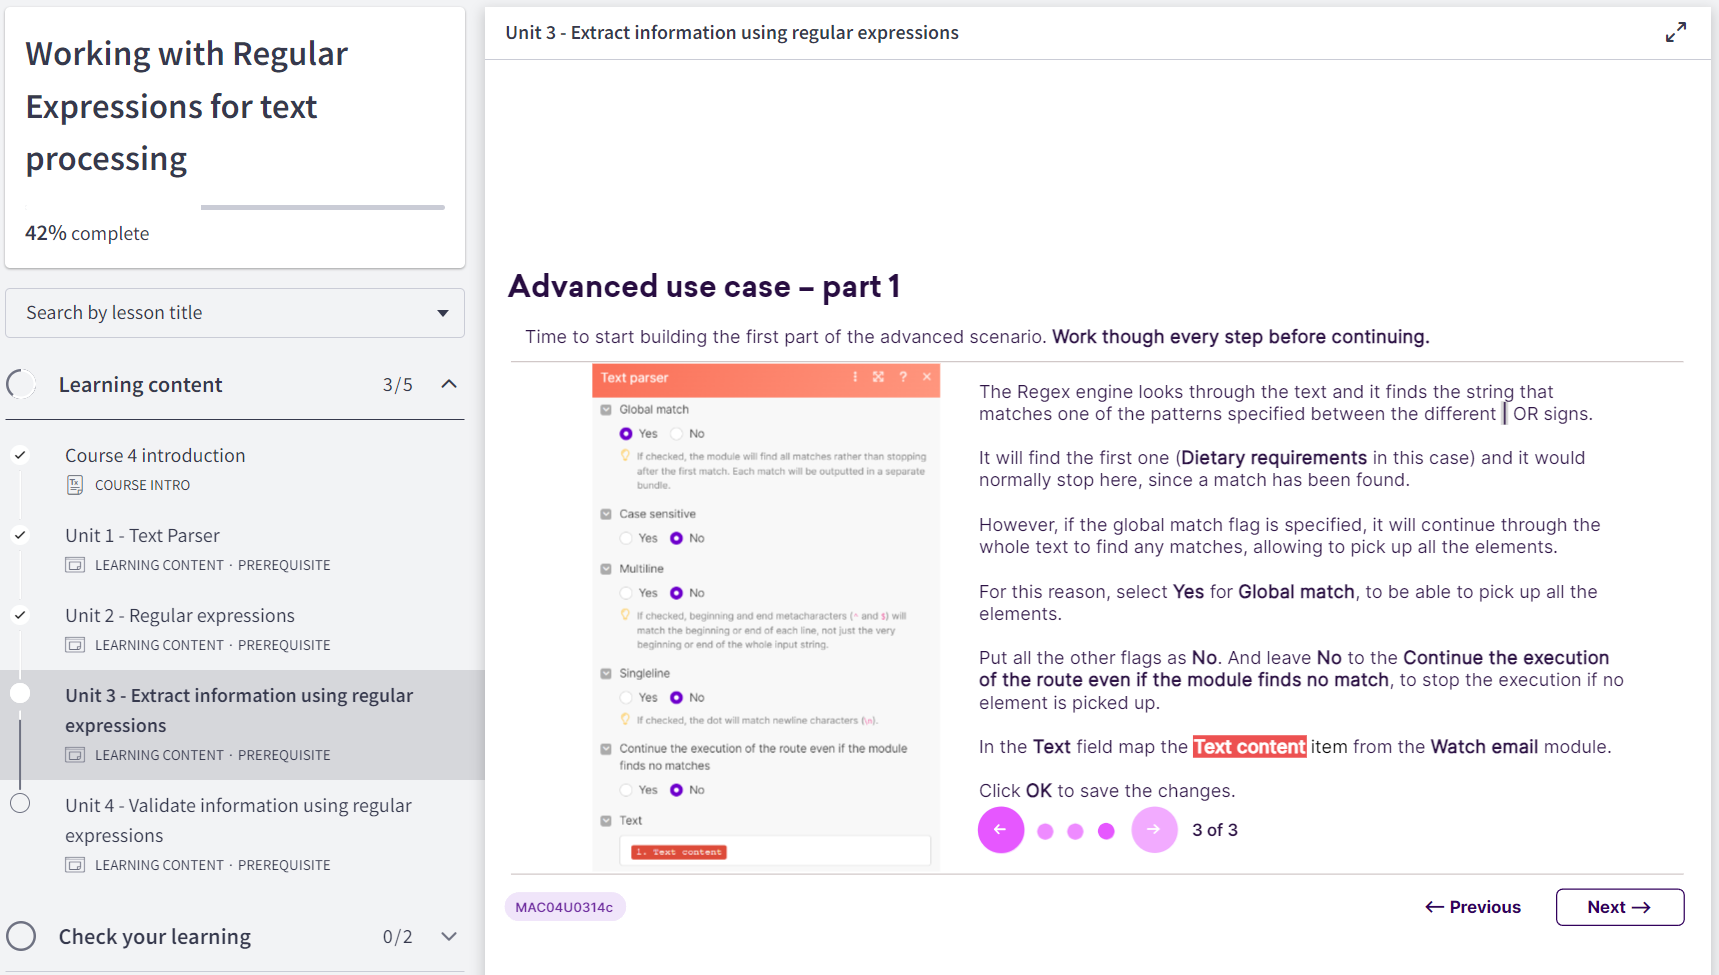 Working with Regular
Expressions for text
processing
42% complete
Search by lesson title
Learning content 3/5
Course 4 introduction
COURSE INTRO
Unit 1 - Text Parser
LEARNING CONTENT · PREREQUISITE
Unit 2 - Regular expressions
LEARNING CONTENT · PREREQUISITE
Unit 3 - Extract information using regular
expressions
LEARNING CONTENT · PREREQUISITE
Unit 4 - Validate information using regular
expressions
LEARNING CONTENT · PREREQUISITE
Check your learning 0/2
Unit 3 - Extract information using regular expressions
Advanced use case – part 1
Time to start building the first part of the advanced scenario. Work though every step before continuing.
Text parser
Global match
Yes No
If checked, the module will find all matches rather than stopping
after the first match. Each match will be outputted in a separate
bundle.
Case sensitive
Yes No
Multiline
Yes No
If checked, beginning and end metacharacters (^ and $) will
match the beginning or end of each line, not just the very
beginning or end of the whole input string.
Singleline
Yes No
If checked, the dot will match newline characters (\n).
Continue the execution of the route even if the module
finds no matches
Yes No
Text
1. Text content
The Regex engine looks through the text and it finds the string that
matches one of the patterns specified between the different | OR signs.
It will find the first one (Dietary requirements in this case) and it would
normally stop here, since a match has been found.
However, if the global match flag is specified, it will continue through the
whole text to find any matches, allowing to pick up all the elements.
For this reason, select Yes for Global match, to be able to pick up all the
elements.
Put all the other flags as No. And leave No to the Continue the execution
of the route even if the module finds no match, to stop the execution if no
element is picked up.
In the Text field map the Text content item from the Watch email module.
Click OK to save the changes.
3 of 3
MAC04U0314c
← Previous
Next →